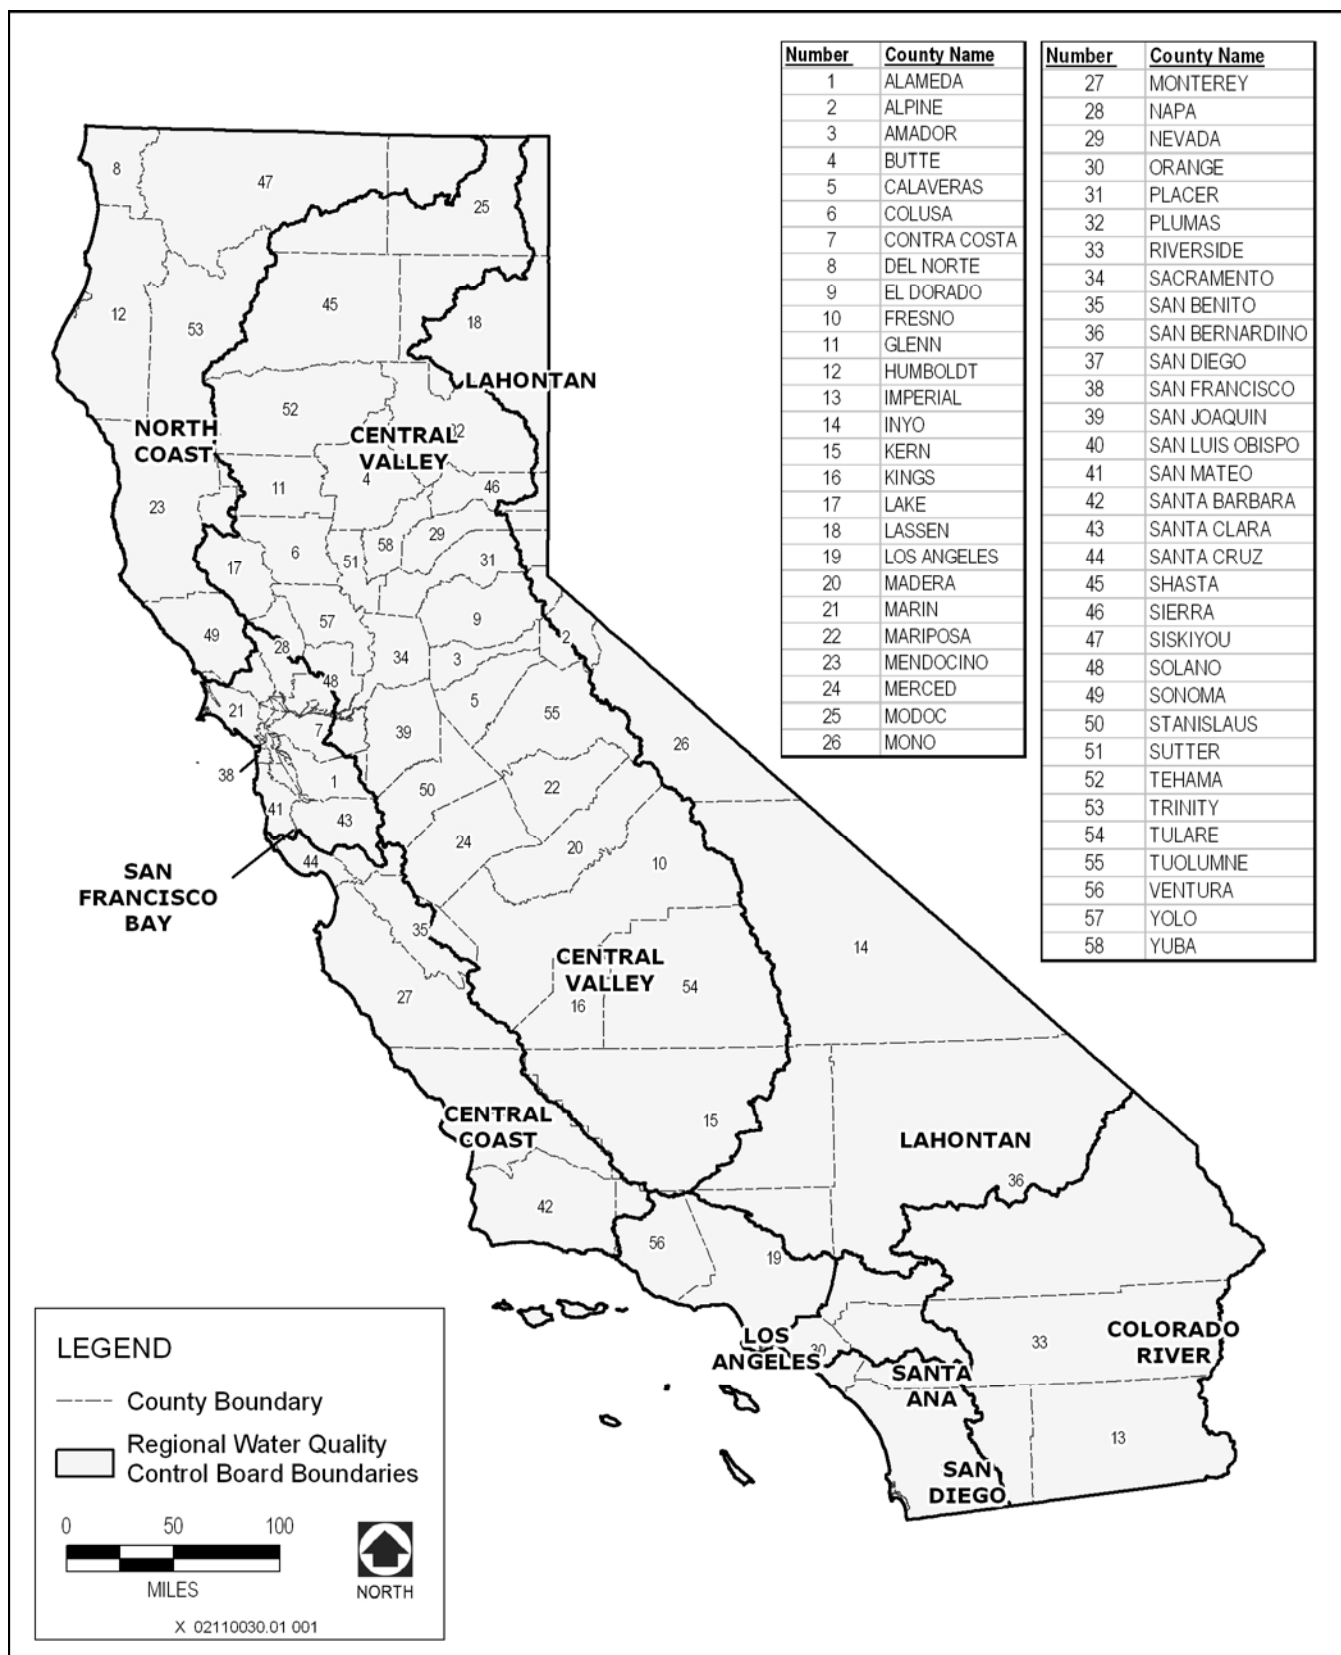 Number County Name
1 ALAMEDA
2 ALPINE
3 AMADOR
4 BUTTE
5 CALAVERAS
6 COLUSA
7 CONTRA COSTA
8 DEL NORTE
9 EL DORADO
10 FRESNO
11 GLENN
12 HUMBOLDT
13 IMPERIAL
14 INYO
15 KERN
16 KINGS
17 LAKE
18 LASSEN
19 LOS ANGELES
20 MADERA
21 MARIN
22 MARIPOSA
23 MENDOCINO
24 MERCED
25 MODOC
26 MONO
Number County Name
27 MONTEREY
28 NAPA
29 NEVADA
30 ORANGE
31 PLACER
32 PLUMAS
33 RIVERSIDE
34 SACRAMENTO
35 SAN BENITO
36 SAN BERNARDINO
37 SAN DIEGO
38 SAN FRANCISCO
39 SAN JOAQUIN
40 SAN LUIS OBISPO
41 SAN MATEO
42 SANTA BARBARA
43 SANTA CLARA
44 SANTA CRUZ
45 SHASTA
46 SIERRA
47 SISKIYOU
48 SOLANO
49 SONOMA
50 STANISLAUS
51 SUTTER
52 TEHAMA
53 TRINITY
54 TULARE
55 TUOLUMNE
56 VENTURA
57 YOLO
58 YUBA
8
47
25
12
53
45
18
LAHONTAN
52
NORTH
COAST
CENTRAL
VALLEY
32
4
11
46
23
29
58
51
6
31
17
9
57
49
28
2
34
3
48
5
21
55
7
39
26
38
1
50
22
41
43
24
20
44
10
SAN
FRANCISCO
BAY
35
14
CENTRAL
VALLEY
54
27
16
CENTRAL
COAST
15
LAHONTAN
36
42
56
19
LOS
ANGELES
30
33
COLORADO
RIVER
SANTA
ANA
13
SAN
DIEGO
LEGEND
County Boundary
Regional Water Quality
Control Board Boundaries
0 50 100
MILES
NORTH
X 02110030.01 001